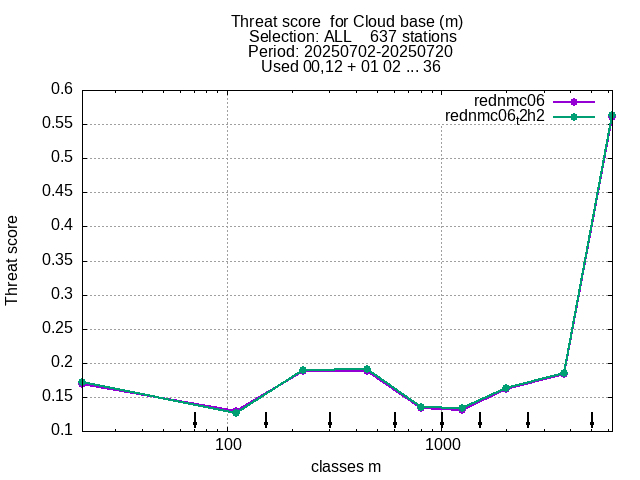 Threat score  for Cloud base (m)
Selection: ALL    637 stations
Period: 20250702-20250720
Used 00,12 + 01 02 ... 36
rednmc06
rednmc06,2h2
0.6
0.55
0.5
0.45
0.4
0.35
0.3
0.25
0.2
0.15
0.1
Threat score
100
1000
classes m